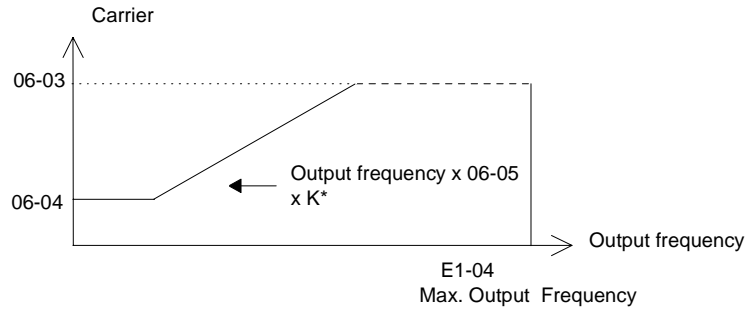 Carrier
06-03
Output frequency x 06-05
x K*
06-04
Output frequency
E1-04
Max. Output Frequency